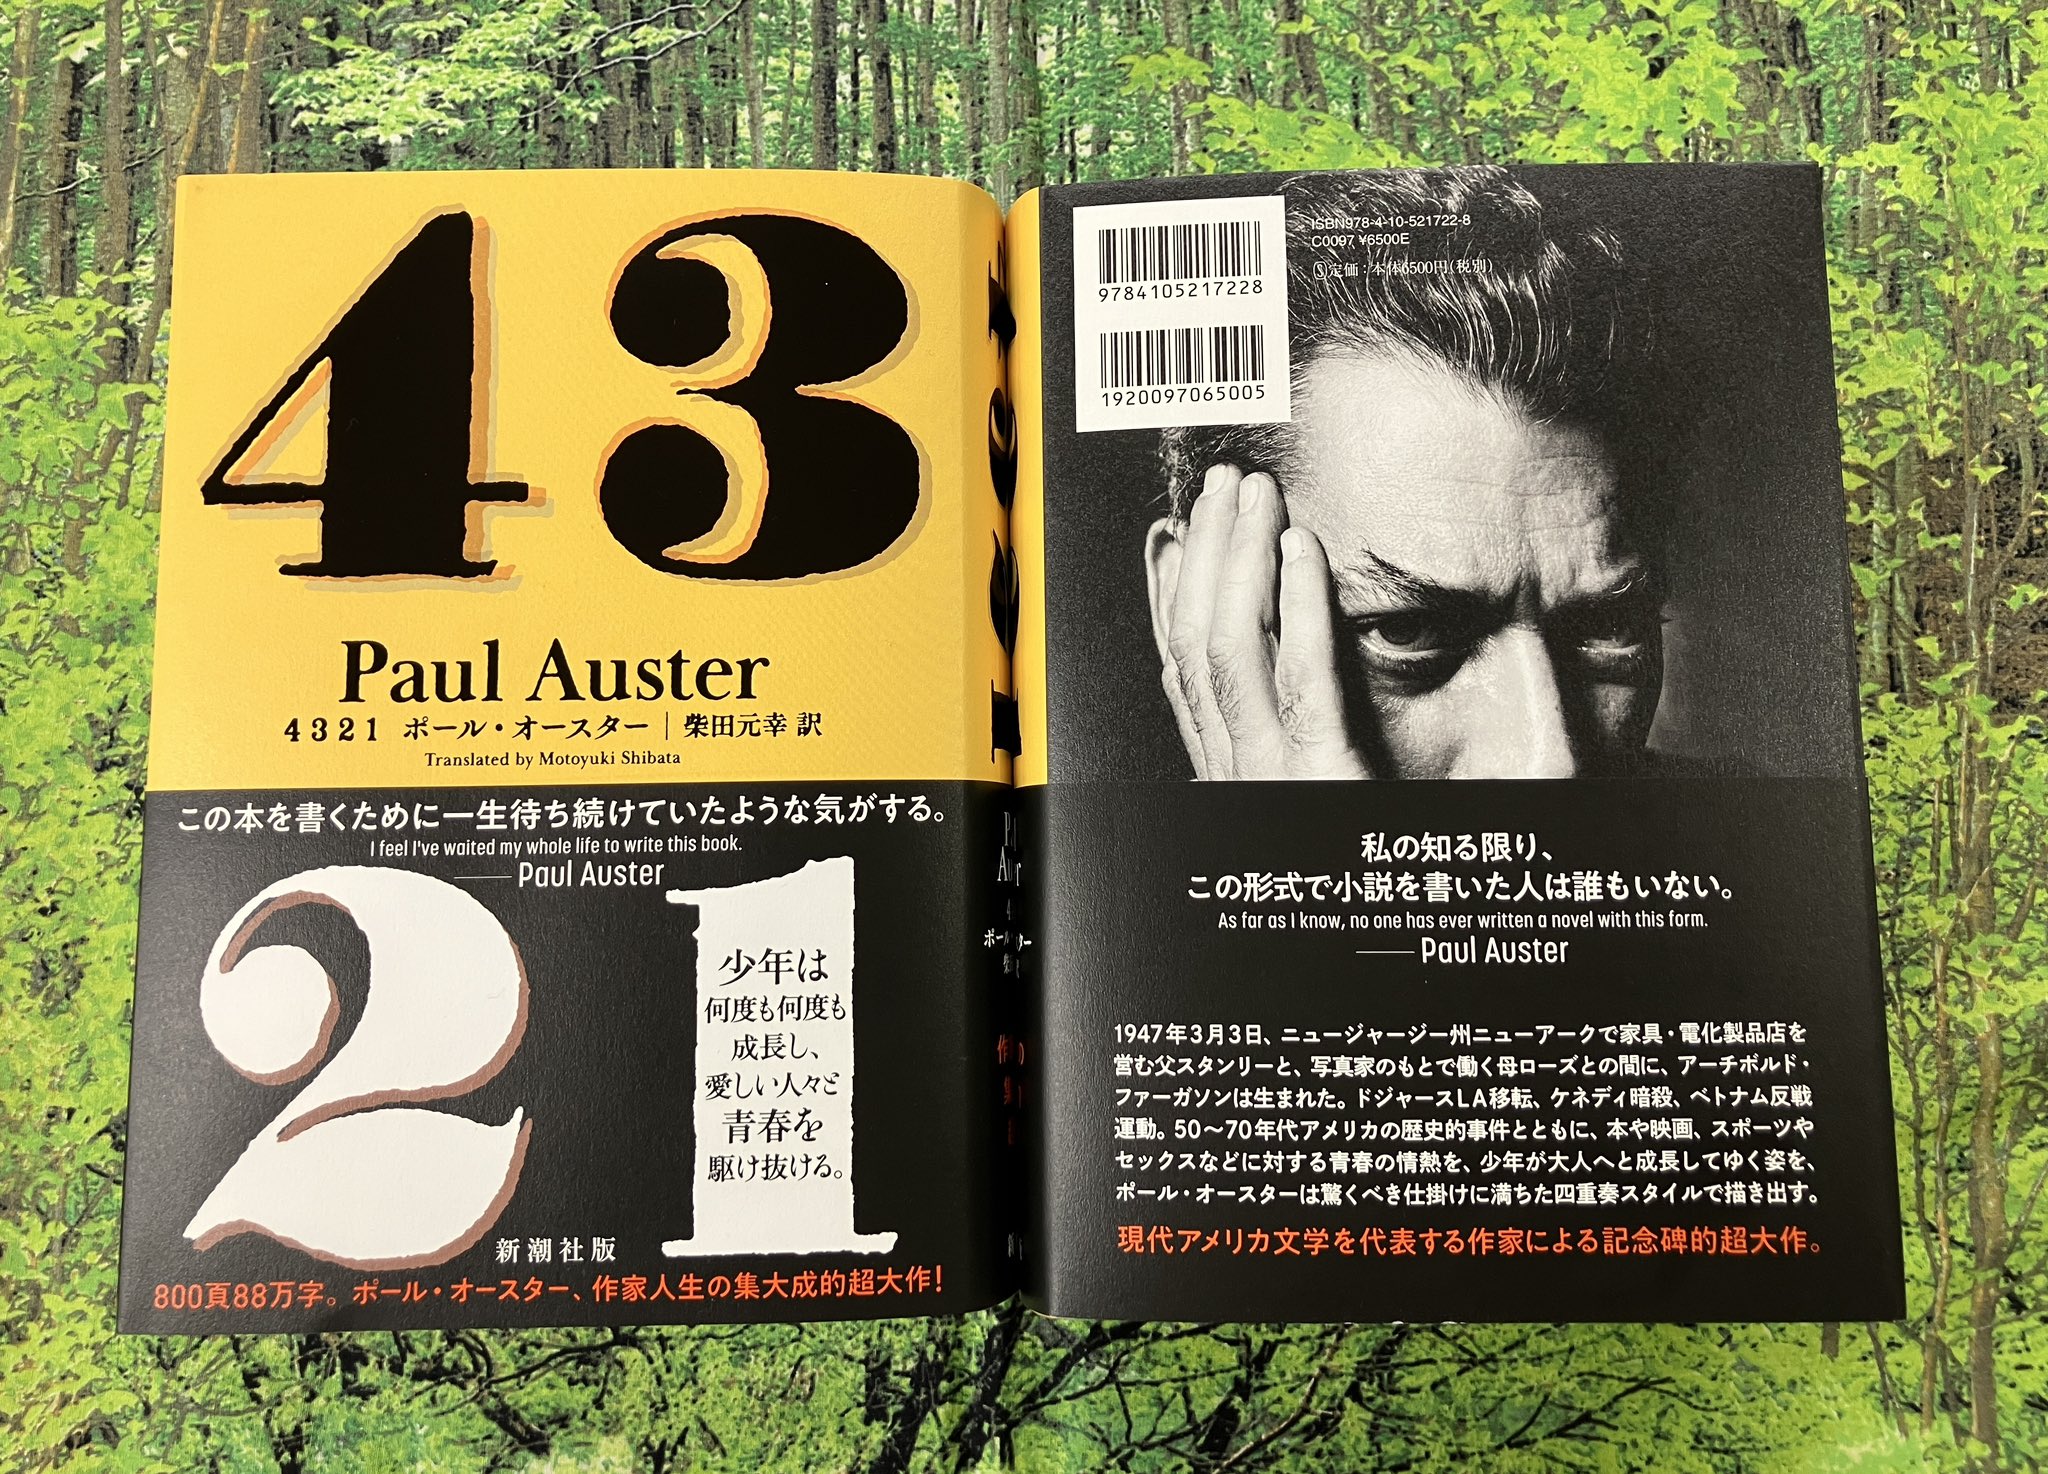 43
Paul Auster
4321 ポール・オースター｜柴田元幸 訳
Translated by Motoyuki Shibata
この本を書くために一生待ち続けていたような気がする。
I feel I've waited my whole life to write this book.
——Paul Auster
21
少年は
何度も何度も
成長し、
愛しい人々と
青春を
駆け抜ける。
新潮社版
800頁88万字。ポール・オースター、作家人生の集大成的超大作!
ISBN978-4-10-521722-8
C0097 ¥6500E
Ⓢ定価：本体6500円(税別)
9784105217228
1920097065005
私の知る限り、
この形式で小説を書いた人は誰もいない。
As far as I know, no one has ever written a novel with this form.
——Paul Auster
1947年3月3日、ニュージャージー州ニューアークで家具・電化製品店を
営む父スタンリーと、写真家のもとで働く母ローズとの間に、アーチボルド・
ファーガソンは生まれた。ドジャースLA移転、ケネディ暗殺、ベトナム反戦
運動。50〜70年代アメリカの歴史的事件とともに、本や映画、スポーツや
セックスなどに対する青春の情熱を、少年が大人へと成長してゆく姿を、
ポール・オースターは驚くべき仕掛けに満ちた四重奏スタイルで描き出す。
現代アメリカ文学を代表する作家による記念碑的超大作。